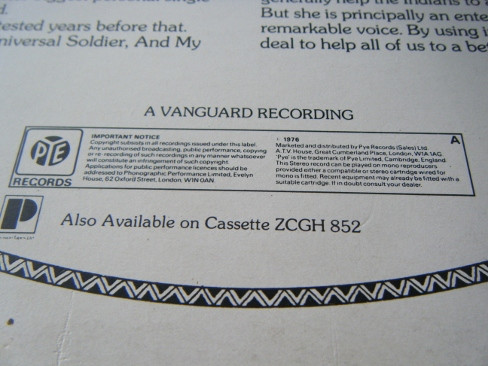 generally help the Indians to
d.
But she is principally an ente
tested years before that.
remarkable voice. By using i
niversal Soldier, And My
deal to help all of us to a be
A VANGUARD RECORDING
PYE
RECORDS
IMPORTANT NOTICE
Copyright subsists in all recordings issued under this label.
Any unauthorised broadcasting, public performance, copying
or re-recording of such recordings in any manner whatsoever
will constitute an infringement of such copyright.
Applications for public performance licences should be
addressed to Phonographic Performance Limited, Evelyn
House, 62 Oxford Street, London, W1N 0AN.
1976
Marketed and distributed by Pye Records (Sales) Ltd.
A.T.V. House, Great Cumberland Place, London, W1A 1AG.
'Pye' is the trademark of Pye Limited, Cambridge, England.
This Stereo record can be played on mono reproducers
provided either a compatible or stereo cartridge wired for
mono is fitted. Recent equipment may already be fitted with a
suitable cartridge. If in doubt consult your dealer.
A
P
Also Available on Cassette ZCGH 852